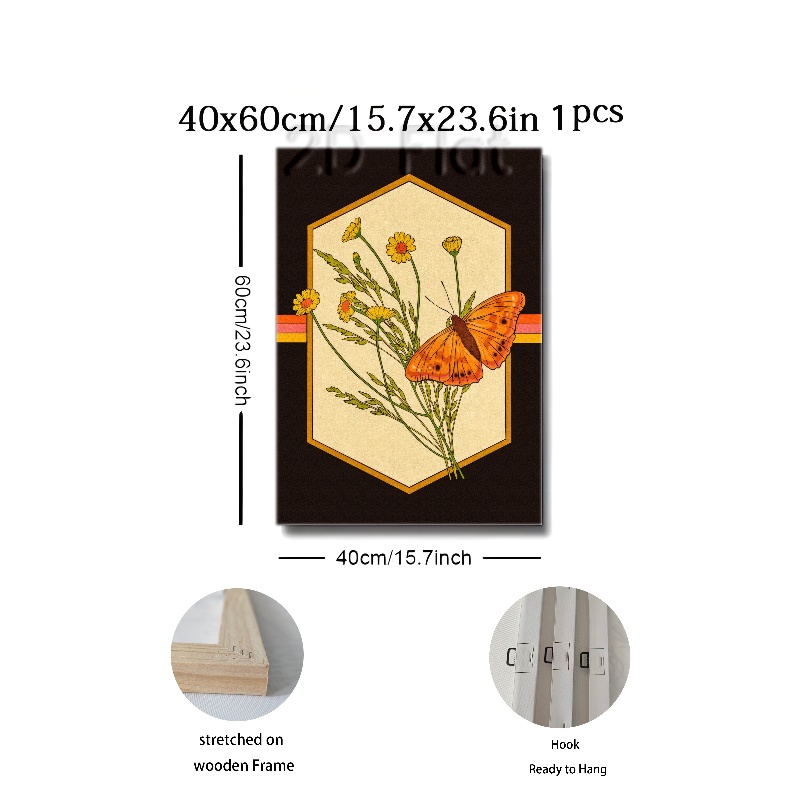 40x60cm/15.7x23.6in 1pcs
2D Flat
60cm/23.6inch
40cm/15.7inch
stretched on
wooden Frame
Hook
Ready to Hang